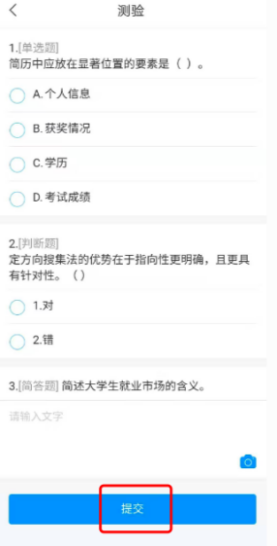 测验
1.[单选题]
简历中应放在显著位置的要素是（ ）。
A.个人信息
B.获奖情况
C.学历
D.考试成绩
2.[判断题]
定方向搜集法的优势在于指向性更明确，且更具
有针对性。（）
1.对
2.错
3.[简答题] 简述大学生就业市场的含义。
请输入文字
提交